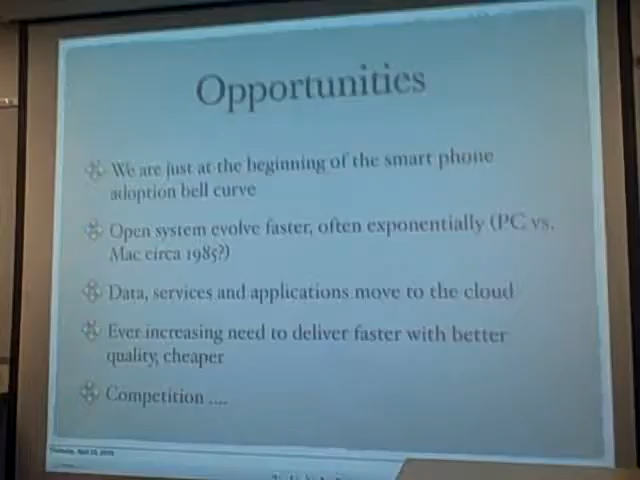 Opportunities
We are just at the beginning of the smart phone
adoption bell curve
Open system evolve faster, often exponentially (PC vs.
Mac circa 1985?)
Data, services and applications move to the cloud
Ever increasing need to deliver faster with better
quality, cheaper
Competition ....